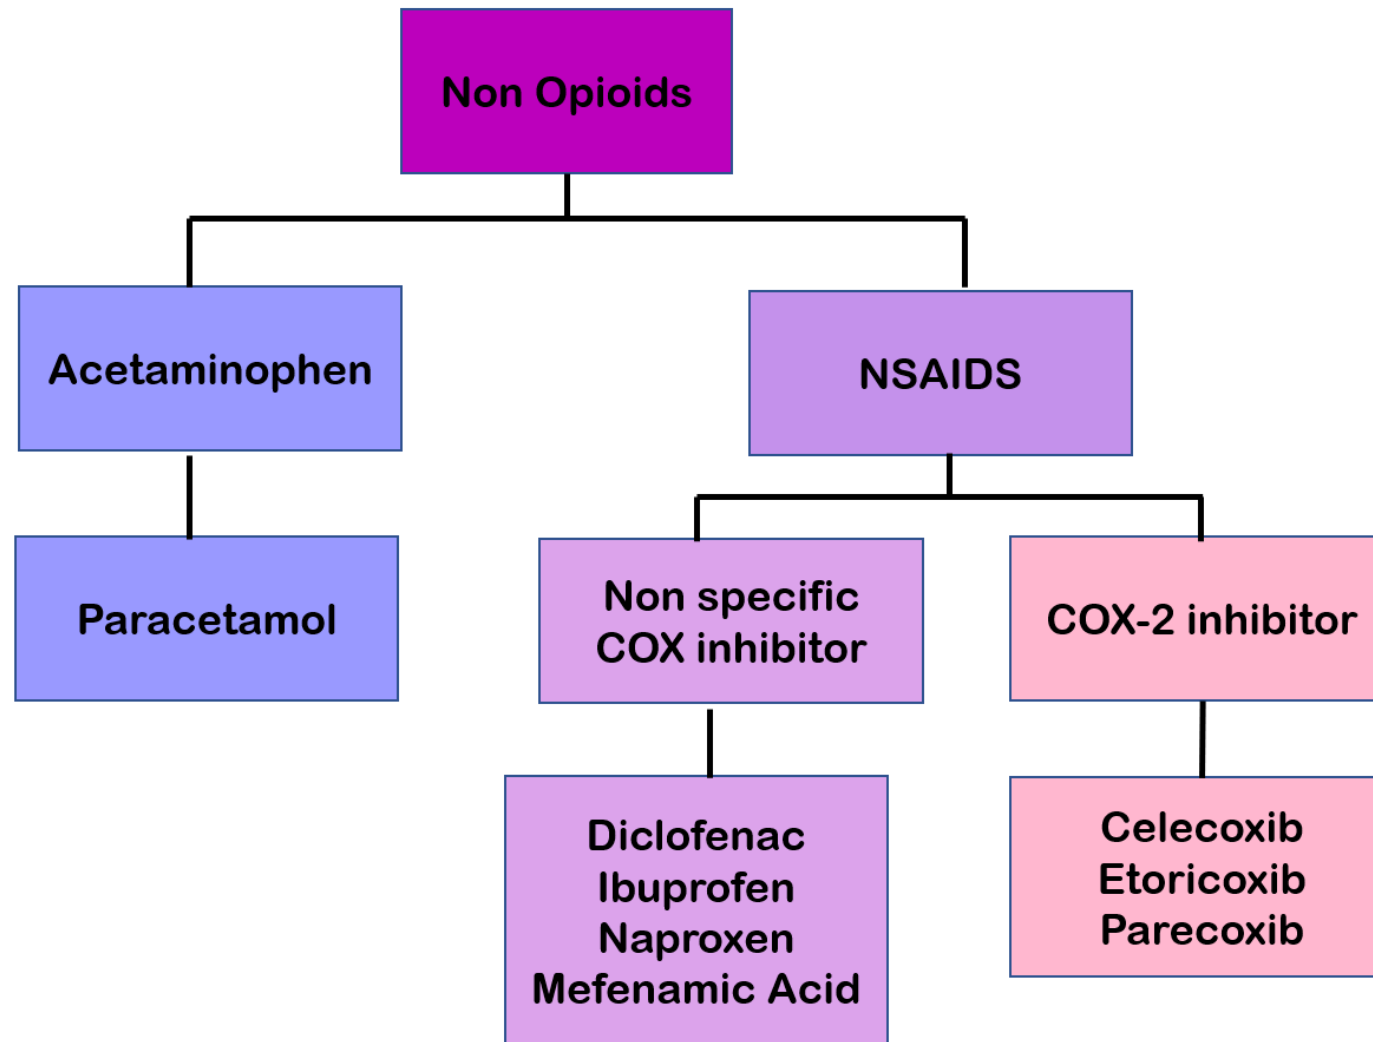 Non Opioids
Acetaminophen
NSAIDS
Paracetamol
Non specific
COX inhibitor
COX-2 inhibitor
Diclofenac
Ibuprofen
Naproxen
Mefenamic Acid
Celecoxib
Etoricoxib
Parecoxib